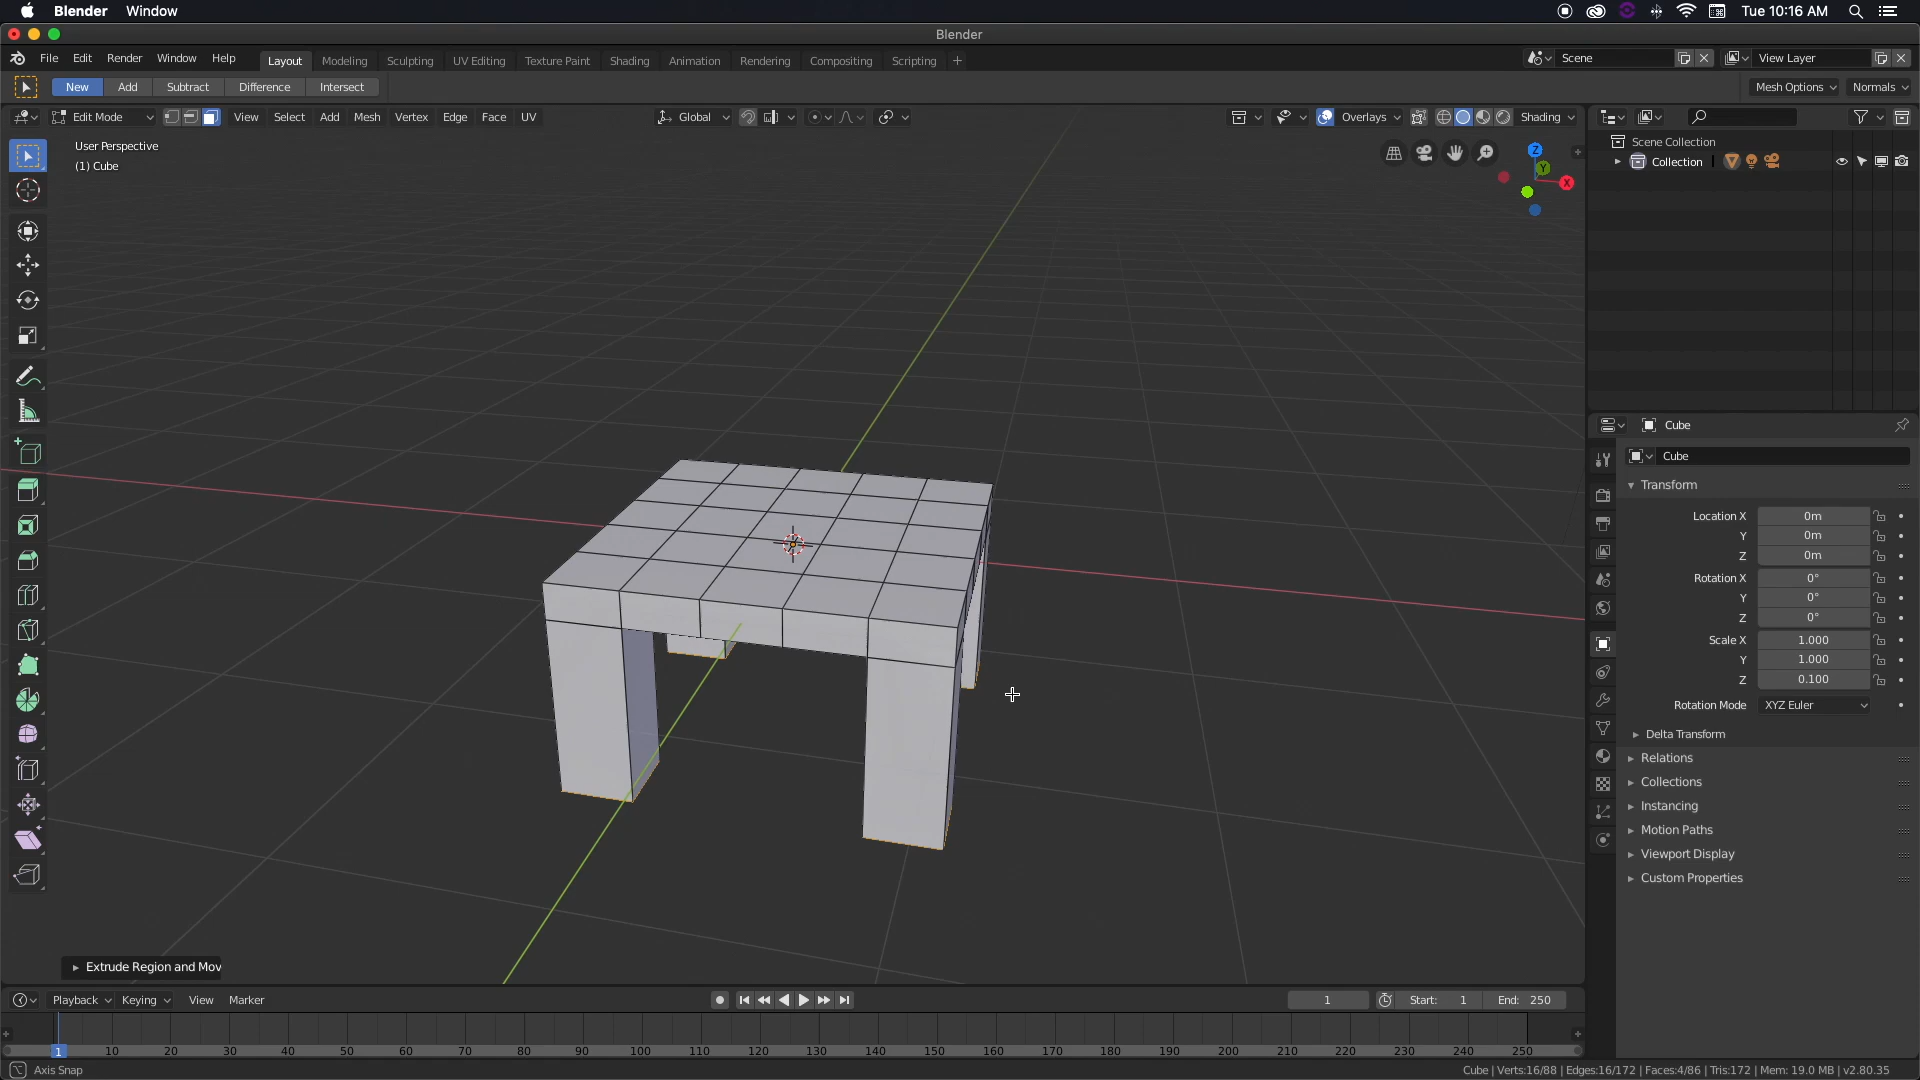 Blender Window Tue 10:16 AM
Blender
File Edit Render Window Help Layout Modeling Sculpting UV Editing Texture Paint Shading Animation Rendering Compositing Scripting + Scene View Layer
New Add Subtract Difference Intersect Mesh Options Normals
Edit Mode View Select Add Mesh Vertex Edge Face UV Global Overlays Shading
User Perspective
(1) Cube
Z
Y
X
Scene Collection
Collection
Cube
Cube
Transform
Location X 0m
Y 0m
Z 0m
Rotation X 0°
Y 0°
Z 0°
Scale X 1.000
Y 1.000
Z 0.100
Rotation Mode XYZ Euler
Delta Transform
Relations
Collections
Instancing
Motion Paths
Viewport Display
Custom Properties
Extrude Region and Mov
Playback Keying View Marker 1 Start: 1 End: 250
1 10 20 30 40 50 60 70 80 90 100 110 120 130 140 150 160 170 180 190 200 210 220 230 240 250
Axis Snap Cube | Verts:16/88 | Edges:16/172 | Faces:4/86 | Tris:172 | Mem: 19.0 MB | v2.80.35